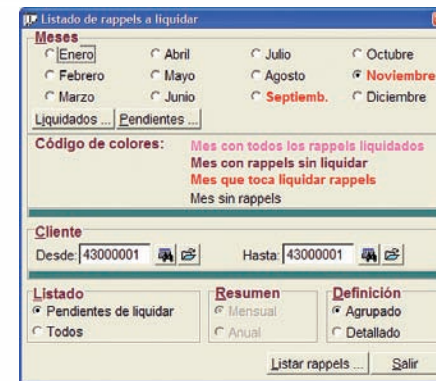 Listado de rappels a liquidar
Meses
Enero Abril Julio Octubre
Febrero Mayo Agosto Noviembre
Marzo Junio Septiemb. Diciembre
Liquidados ... Pendientes ...
Código de colores: Mes con todos los rappels liquidados
Mes con rappels sin liquidar
Mes que toca liquidar rappels
Mes sin rappels
Cliente
Desde: 43000001 Hasta: 43000001
Listado Resumen Definición
Pendientes de liquidar Mensual Agrupado
Todos Anual Detallado
Listar rappels ... Salir